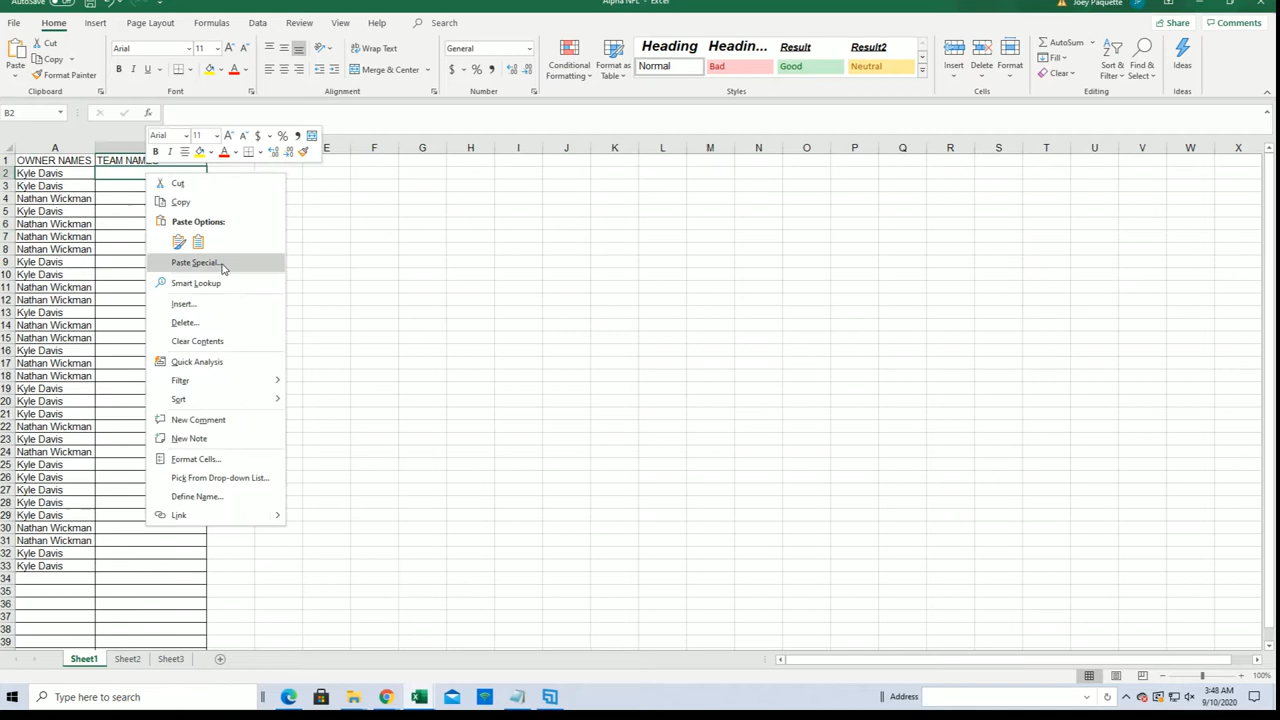 AutoSave Off
Alpha NFL - Excel
Joey Paquette
File Home Insert Page Layout Formulas Data Review View Help Search
Share Comments
Paste
Cut
Copy
Format Painter
Clipboard
Arial 11
B I U
Font
Wrap Text
Merge & Center
Alignment
General
$ % ,
Number
Conditional Formatting
Format as Table
Heading Headin... Result Result2
Normal Bad Good Neutral
Styles
Insert Delete Format
Cells
AutoSum
Fill
Clear
Sort & Filter
Find & Select
Editing
Ideas
Ideas
B2
Arial 11 A A $ % ,
B I
A F G H I J K L M N O P Q R S T U V W X
1 OWNER NAMES TEAM NAMES
2 Kyle Davis
3 Kyle Davis
4 Nathan Wickman
5 Kyle Davis
6 Nathan Wickman
7 Nathan Wickman
8 Nathan Wickman
9 Kyle Davis
10 Kyle Davis
11 Nathan Wickman
12 Nathan Wickman
13 Kyle Davis
14 Nathan Wickman
15 Nathan Wickman
16 Kyle Davis
17 Nathan Wickman
18 Nathan Wickman
19 Kyle Davis
20 Kyle Davis
21 Kyle Davis
22 Nathan Wickman
23 Kyle Davis
24 Nathan Wickman
25 Kyle Davis
26 Kyle Davis
27 Kyle Davis
28 Kyle Davis
29 Kyle Davis
30 Nathan Wickman
31 Nathan Wickman
32 Kyle Davis
33 Kyle Davis
34
35
36
37
38
39
Cut
Copy
Paste Options:
Paste Special...
Smart Lookup
Insert...
Delete...
Clear Contents
Quick Analysis
Filter
Sort
New Comment
New Note
Format Cells...
Pick From Drop-down List...
Define Name...
Link
Sheet1 Sheet2 Sheet3
100%
Type here to search
Address
3:48 AM
9/10/2020